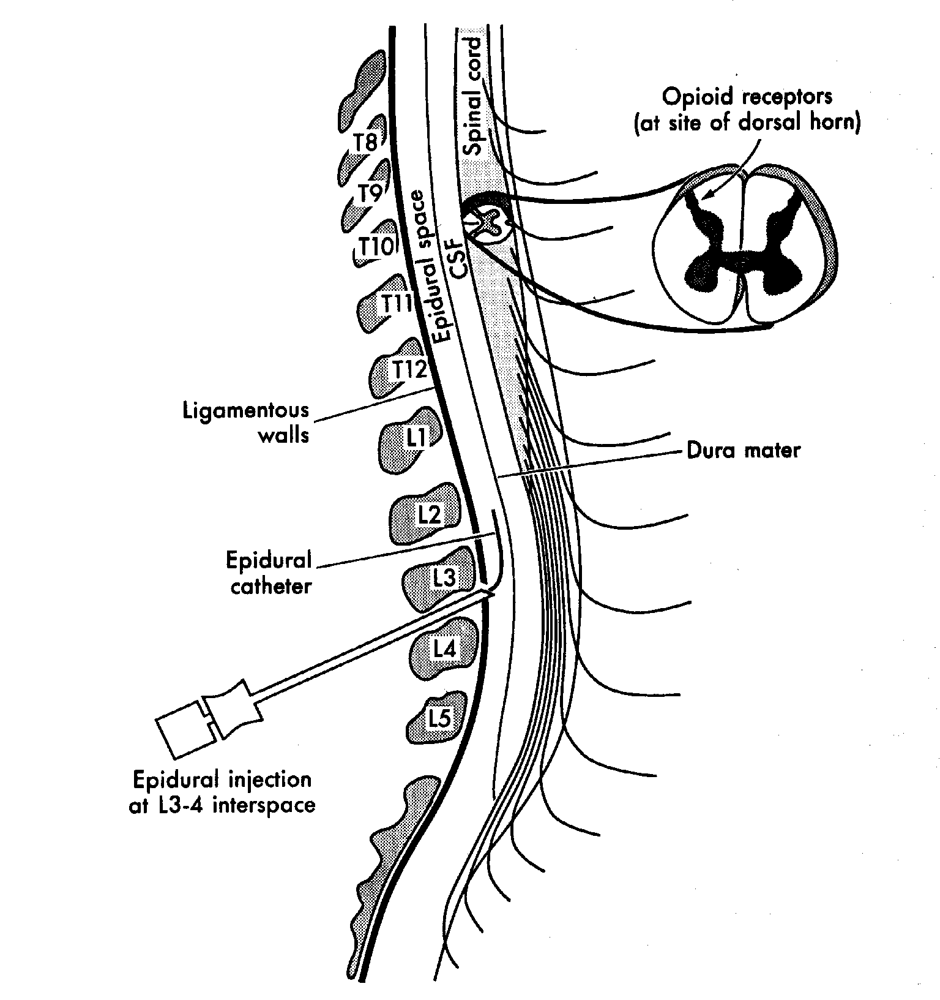 Spinal cord
Opioid receptors
(at site of dorsal horn)
T8
T9
Epidural space
CSF
T10
T11
T12
Ligamentous
walls
L1
Dura mater
L2
Epidural
catheter
L3
L4
L5
Epidural injection
at L3-4 interspace